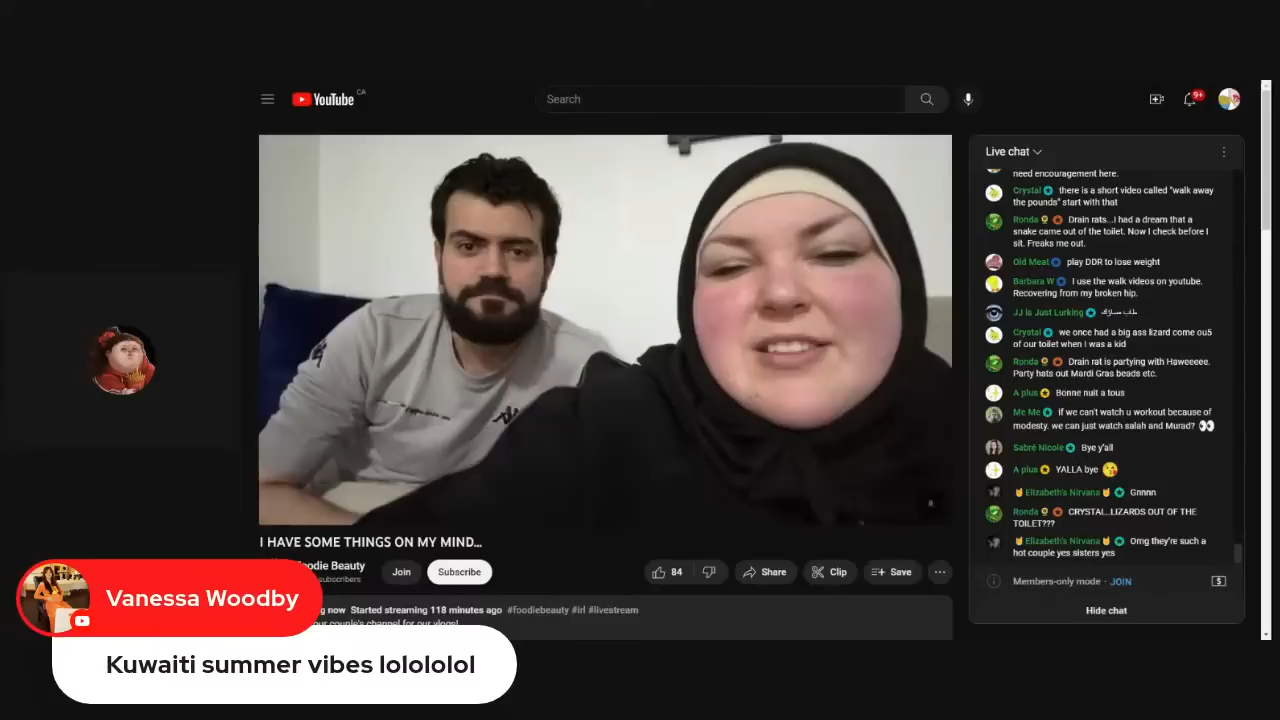 YouTube CA
Search
9+
Live chat
need encouragement here.
Crystal there is a short video called "walk away
the pounds" start with that
Ronda Drain rats...I had a dream that a
snake came out of the toilet. Now I check before I
sit. Freaks me out.
Old Meat play DDR to lose weight
Barbara W I use the walk videos on youtube.
Recovering from my broken hip.
JJ is Just Lurking
Crystal we once had a big ass lizard come ou5
of our toilet when I was a kid
Ronda Drain rat is partying with Haweeeee.
Party hats out Mardi Gras beads etc.
A plus Bonne nuit a tous
Me Me if we can't watch u workout because of
modesty. we can just watch salah and Murad? 👀
Sabré Nicole Bye y'all
A plus YALLA bye 😘
🤘 Elizabeth's Nirvana 🤘 Gnnnn
Ronda CRYSTAL...LIZARDS OUT OF THE
TOILET???
🤘 Elizabeth's Nirvana 🤘 Omg they're such a
hot couple yes sisters yes
Members-only mode - JOIN
$
Hide chat
I HAVE SOME THINGS ON MY MIND...
oodie Beauty
subscribers
Join
Subscribe
84
Share
Clip
Save
g now Started streaming 118 minutes ago #foodiebeauty #irl #livestream
our couple's channel for our vlogs!
Vanessa Woodby
Kuwaiti summer vibes lolololol